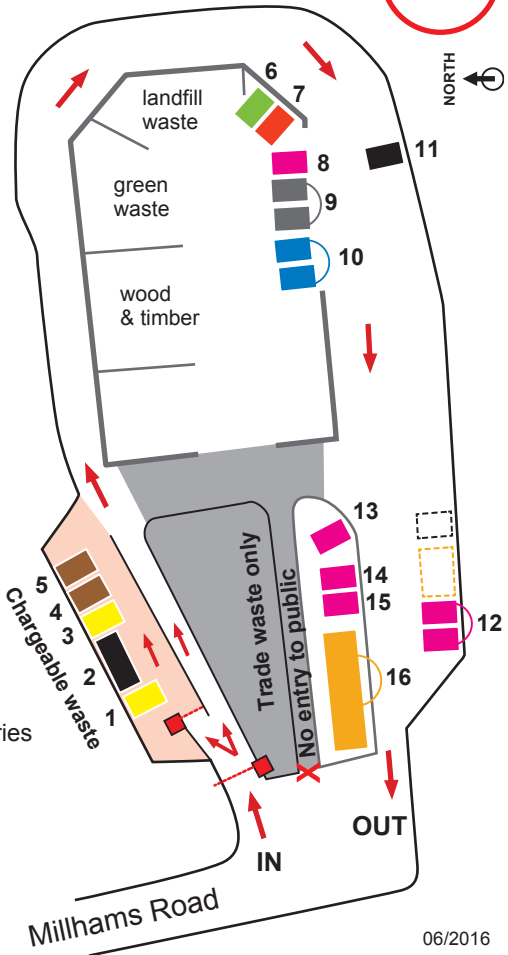 6
7
landfill
waste
NORTH
8
11
green
waste
9
10
wood
& timber
13
5
4
3
2
1
Chargeable waste
Trade waste only
No entry to public
14
15
12
16
ries
OUT
IN
Millhams Road
06/2016